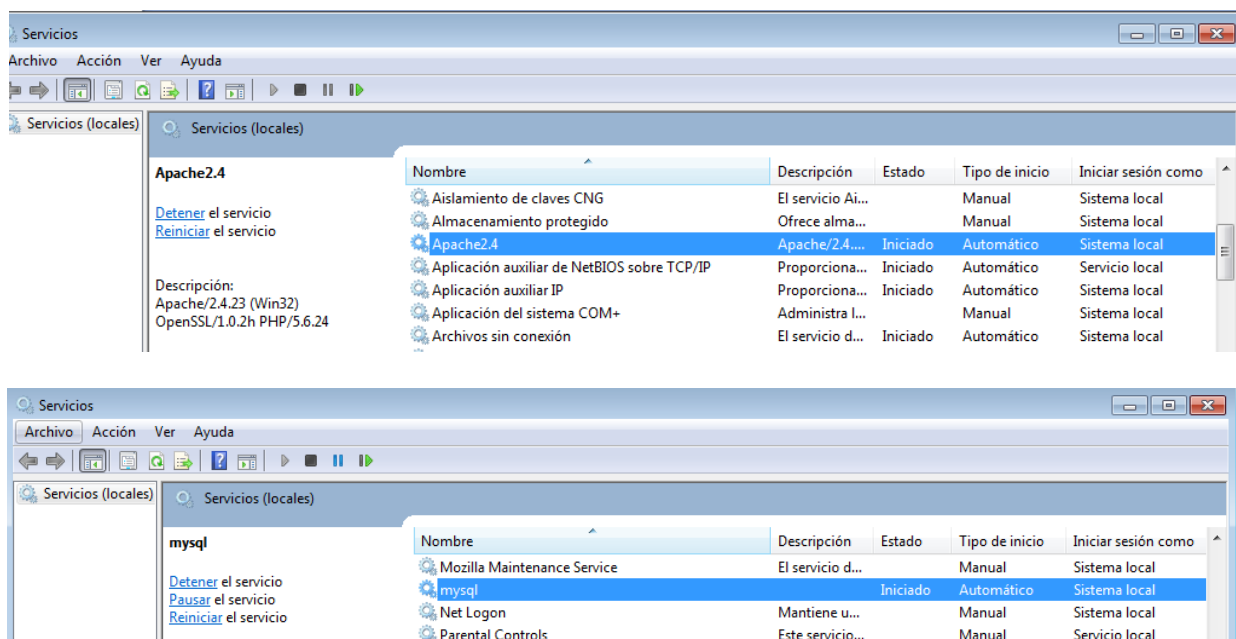 Servicios
Archivo Acción Ver Ayuda
Servicios (locales)
Servicios (locales)
Apache2.4
Detener el servicio
Reiniciar el servicio
Descripción:
Apache/2.4.23 (Win32)
OpenSSL/1.0.2h PHP/5.6.24
Nombre Descripción Estado Tipo de inicio Iniciar sesión como
Aislamiento de claves CNG El servicio Ai... Manual Sistema local
Almacenamiento protegido Ofrece alma... Manual Sistema local
Apache2.4 Apache/2.4.... Iniciado Automático Sistema local
Aplicación auxiliar de NetBIOS sobre TCP/IP Proporciona... Iniciado Automático Servicio local
Aplicación auxiliar IP Proporciona... Iniciado Automático Sistema local
Aplicación del sistema COM+ Administra l... Manual Sistema local
Archivos sin conexión El servicio d... Iniciado Automático Sistema local
Servicios
Archivo Acción Ver Ayuda
Servicios (locales)
Servicios (locales)
mysql
Detener el servicio
Pausar el servicio
Reiniciar el servicio
Nombre Descripción Estado Tipo de inicio Iniciar sesión como
Mozilla Maintenance Service El servicio d... Manual Sistema local
mysql Iniciado Automático Sistema local
Net Logon Mantiene u... Manual Sistema local
Parental Controls Este servicio... Manual Servicio local